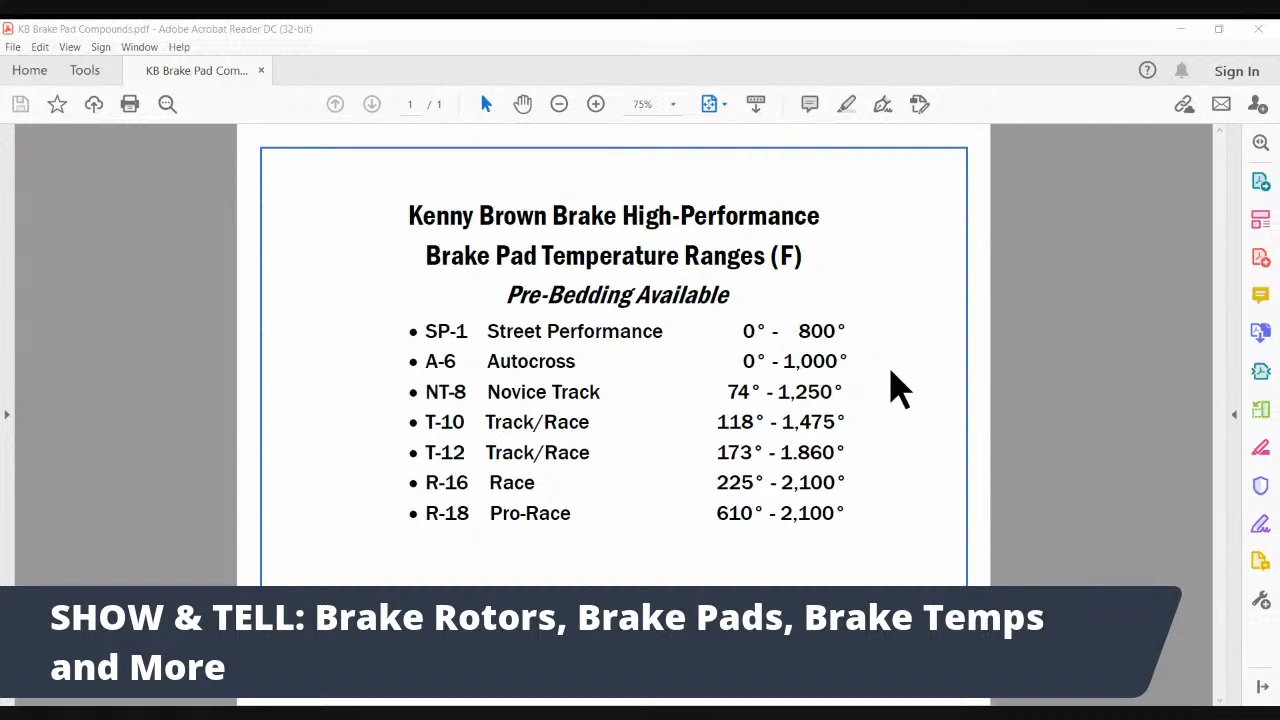 KB Brake Pad Compounds.pdf - Adobe Acrobat Reader DC (32-bit)
File Edit View Sign Window Help
Home Tools KB Brake Pad Com... × Sign In
1 / 1 75%
Kenny Brown Brake High-Performance
Brake Pad Temperature Ranges (F)
Pre-Bedding Available
• SP-1 Street Performance 0° - 800°
• A-6 Autocross 0° - 1,000°
• NT-8 Novice Track 74° - 1,250°
• T-10 Track/Race 118° - 1,475°
• T-12 Track/Race 173° - 1.860°
• R-16 Race 225° - 2,100°
• R-18 Pro-Race 610° - 2,100°
SHOW & TELL: Brake Rotors, Brake Pads, Brake Temps
and More